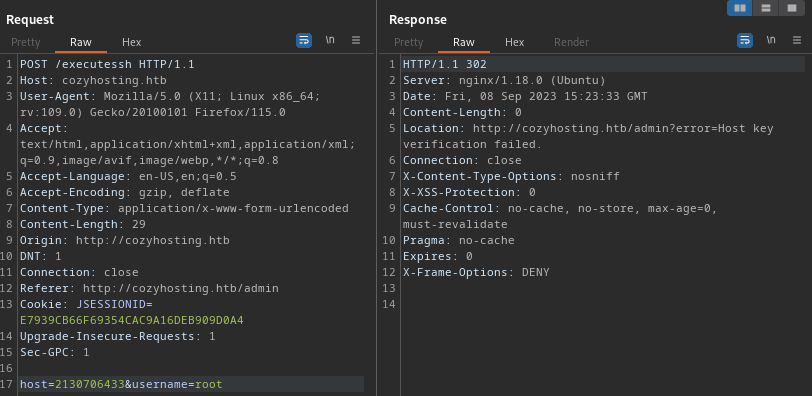 Request
Pretty Raw Hex
\n
1 POST /executessh HTTP/1.1
2 Host: cozyhosting.htb
3 User-Agent: Mozilla/5.0 (X11; Linux x86_64;
rv:109.0) Gecko/20100101 Firefox/115.0
4 Accept:
text/html,application/xhtml+xml,application/xml;
q=0.9,image/avif,image/webp,*/*;q=0.8
5 Accept-Language: en-US,en;q=0.5
6 Accept-Encoding: gzip, deflate
7 Content-Type: application/x-www-form-urlencoded
8 Content-Length: 29
9 Origin: http://cozyhosting.htb
10 DNT: 1
11 Connection: close
12 Referer: http://cozyhosting.htb/admin
13 Cookie: JSESSIONID=
E7939CB66F69354CAC9A16DEB909D0A4
14 Upgrade-Insecure-Requests: 1
15 Sec-GPC: 1
16
17 host=2130706433&username=root
Response
Pretty Raw Hex Render
\n
1 HTTP/1.1 302
2 Server: nginx/1.18.0 (Ubuntu)
3 Date: Fri, 08 Sep 2023 15:23:33 GMT
4 Content-Length: 0
5 Location: http://cozyhosting.htb/admin?error=Host key
verification failed.
6 Connection: close
7 X-Content-Type-Options: nosniff
8 X-XSS-Protection: 0
9 Cache-Control: no-cache, no-store, max-age=0,
must-revalidate
10 Pragma: no-cache
11 Expires: 0
12 X-Frame-Options: DENY
13
14